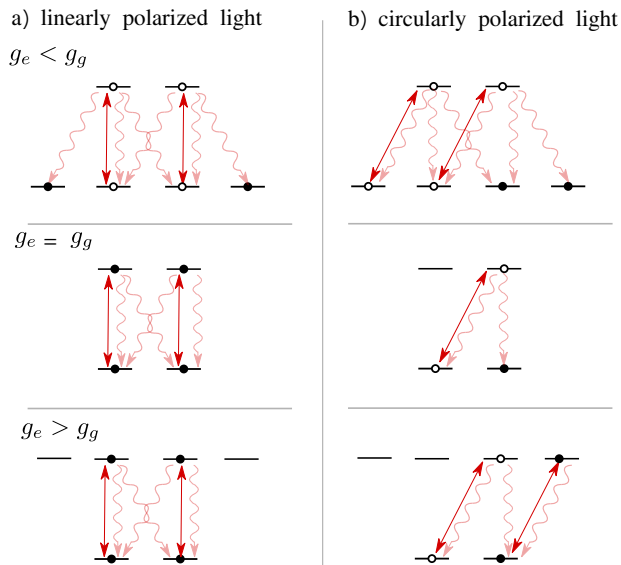 a) linearly polarized light
b) circularly polarized light
g_e < g_g
g_e = g_g
g_e > g_g